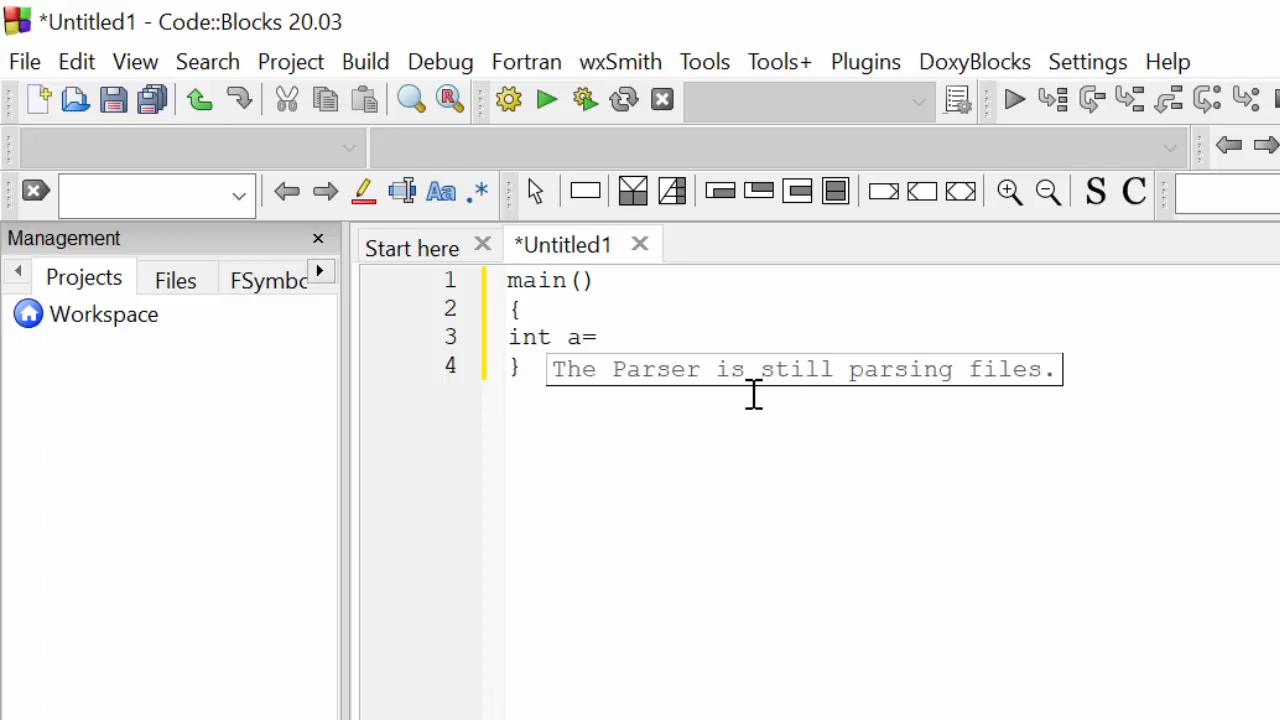 *Untitled1 - Code::Blocks 20.03
File Edit View Search Project Build Debug Fortran wxSmith Tools Tools+ Plugins DoxyBlocks Settings Help
Aa .* S C
Management
Projects Files FSymbo
Start here *Untitled1
Workspace
1 main()
2 {
3 int a=
4 }
The Parser is still parsing files.